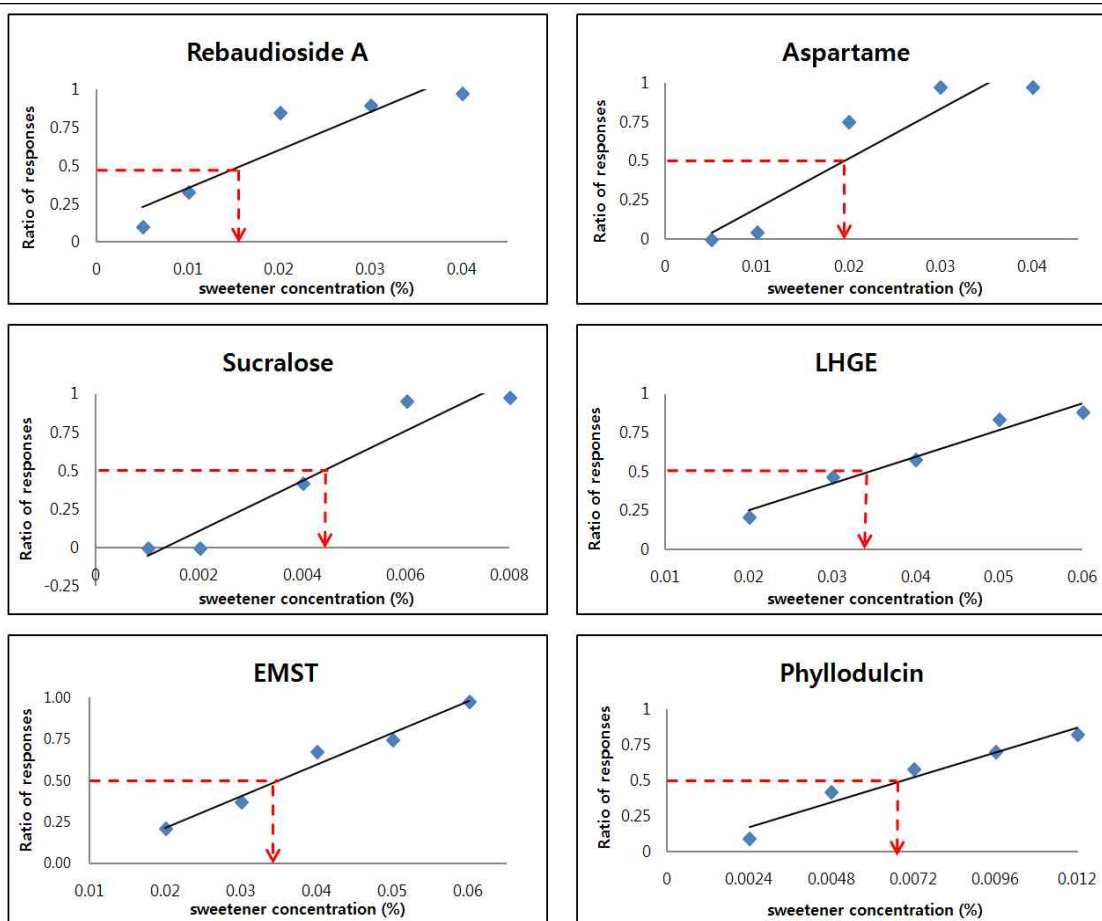 Rebaudioside A
Ratio of responses
1
0.75
0.5
0.25
0
0 0.01 0.02 0.03 0.04
sweetener concentration (%)
Aspartame
Ratio of responses
1
0.75
0.5
0.25
0
0 0.01 0.02 0.03 0.04
sweetener concentration (%)
Sucralose
Ratio of responses
1
0.75
0.5
0.25
0
-0.25
0 0.002 0.004 0.006 0.008
sweetener concentration (%)
LHGE
Ratio of responses
1
0.75
0.5
0.25
0
0.01 0.02 0.03 0.04 0.05 0.06
sweetener concentration (%)
EMST
Ratio of responses
1.00
0.75
0.50
0.25
0.00
0.01 0.02 0.03 0.04 0.05 0.06
sweetener concentration (%)
Phyllodulcin
Ratio of responses
1
0.75
0.5
0.25
0
0 0.0024 0.0048 0.0072 0.0096 0.012
sweetener concentration (%)